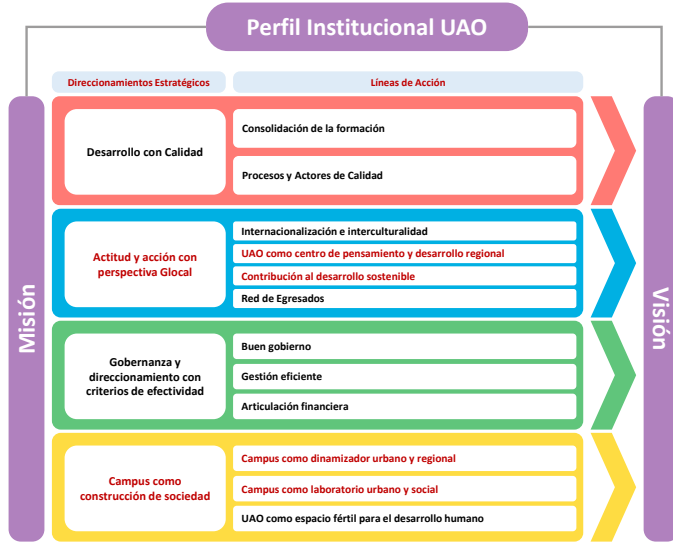 Perfil Institucional UAO
Direccionamientos Estratégicos
Líneas de Acción
Misión
Desarrollo con Calidad
Consolidación de la formación
Procesos y Actores de Calidad
Actitud y acción con
perspectiva Glocal
Internacionalización e interculturalidad
UAO como centro de pensamiento y desarrollo regional
Contribución al desarrollo sostenible
Red de Egresados
Gobernanza y
direccionamiento con
criterios de efectividad
Buen gobierno
Gestión eficiente
Articulación financiera
Campus como
construcción de sociedad
Campus como dinamizador urbano y regional
Campus como laboratorio urbano y social
UAO como espacio fértil para el desarrollo humano
Visión